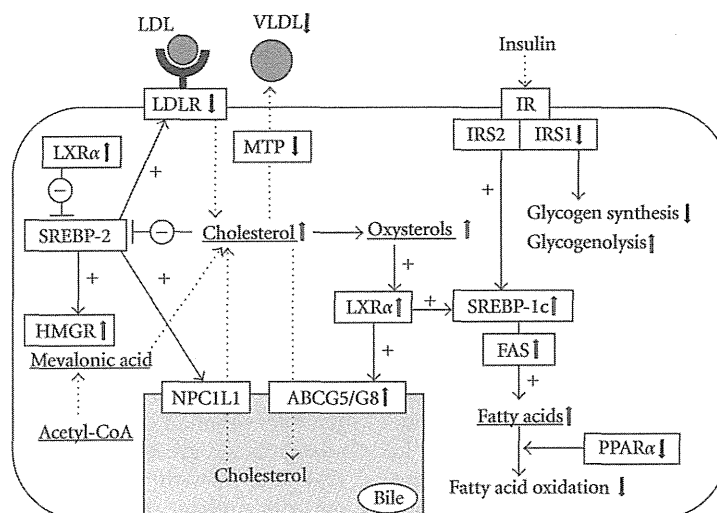 LDL
VLDL↓
Insulin
LDLR ↓
IR
IRS2
IRS1↓
LXRα↑
MTP ↓
−
+
+
SREBP-2
−
Cholesterol↑
Oxysterols ↑
Glycogen synthesis↓
Glycogenolysis↑
+
+
+
LXRα↑
+
SREBP-1c↑
HMGR↑
FAS↑
Mevalonic acid
+
+
NPC1L1
ABCG5/G8↑
Fatty acids↑
Acetyl-CoA
PPARα↓
Cholesterol
Fatty acid oxidation ↓
Bile